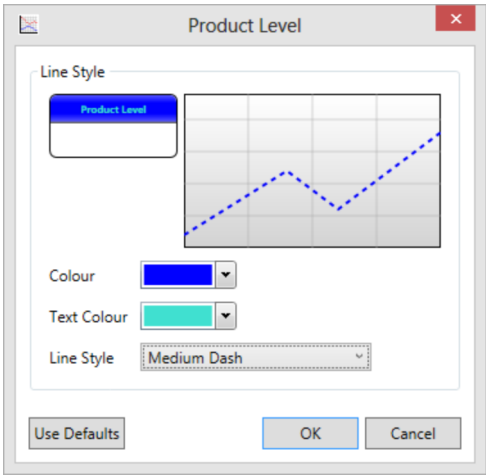 Product Level
Line Style
Product Level
Colour
Text Colour
Line Style
Medium Dash
Use Defaults
OK
Cancel